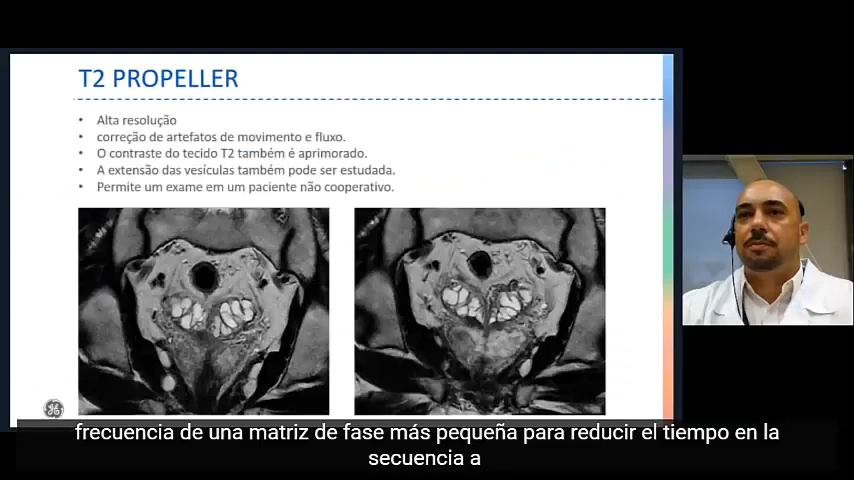 T2 PROPELLER
• Alta resolução
• correção de artefatos de movimento e fluxo.
• O contraste do tecido T2 também é aprimorado.
• A extensão das vesículas também pode ser estudada.
• Permite um exame em um paciente não cooperativo.
frecuencia de una matriz de fase más pequeña para reducir el tiempo en la
secuencia a